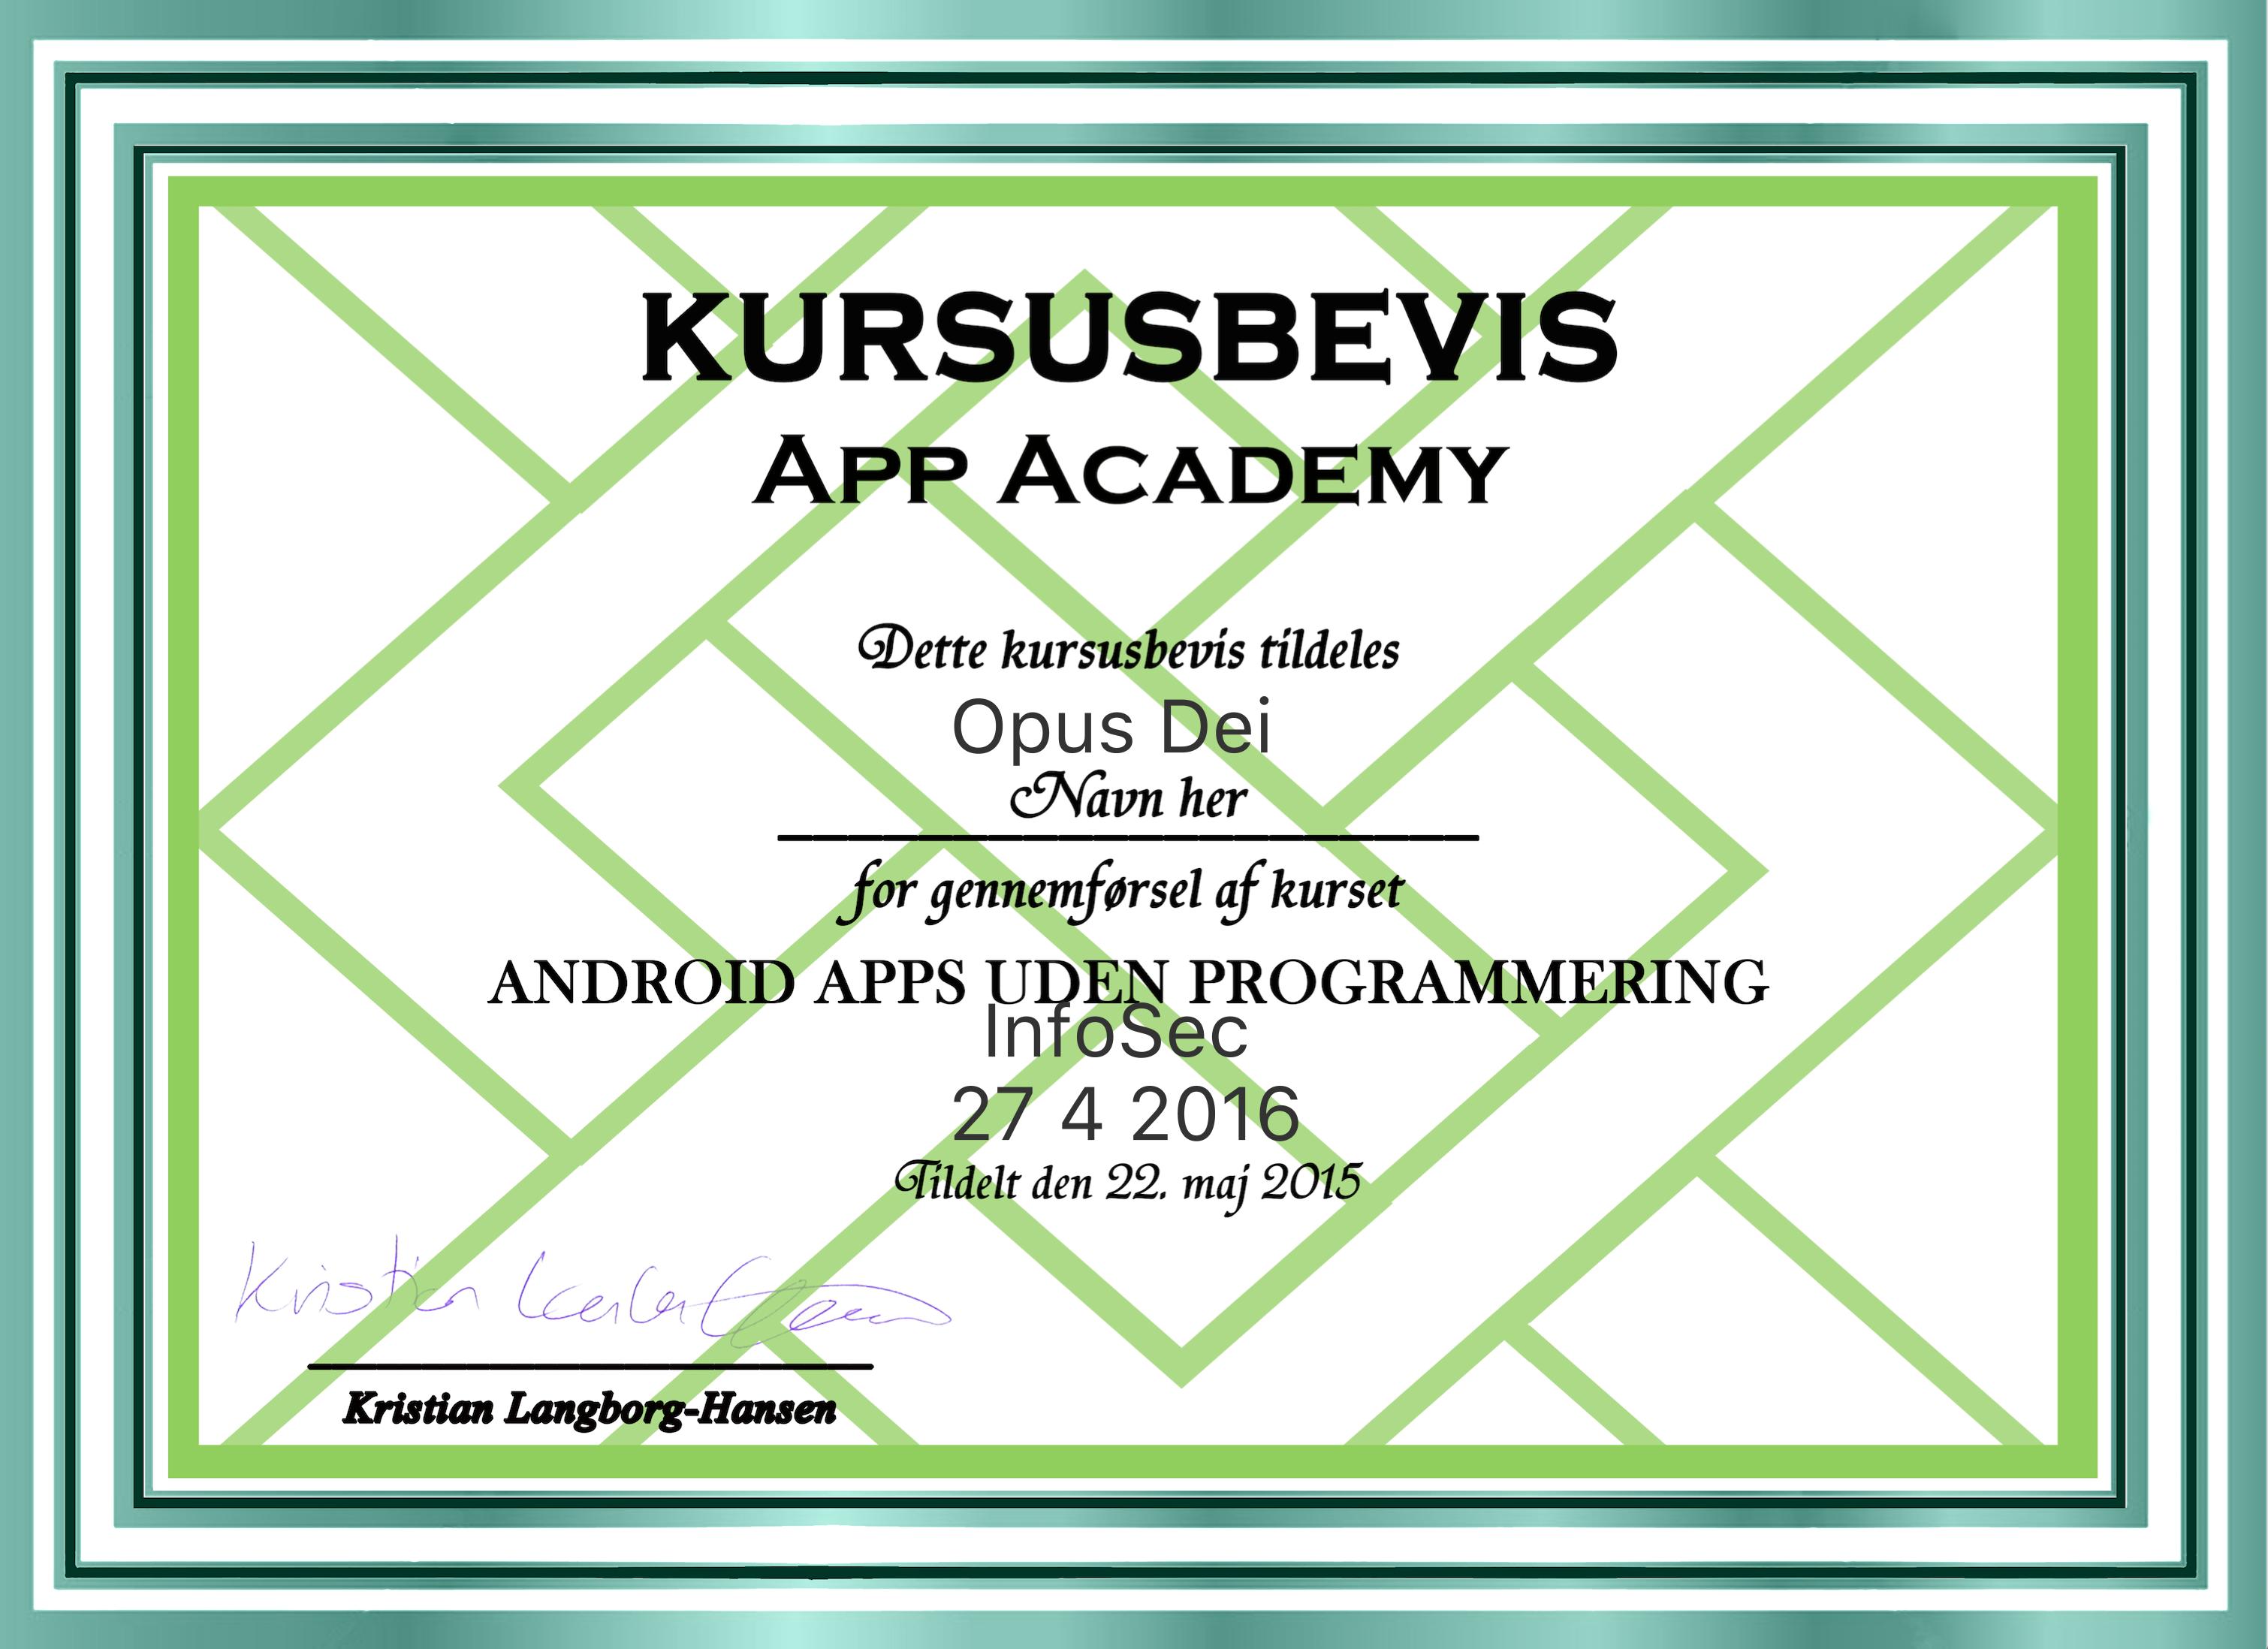 KURSUSBEVIS
APP ACADEMY
Dette kursusbevis tildeles
Opus Dei
Navn her
for gennemførsel af kurset
ANDROID APPS UDEN PROGRAMMERING
InfoSec
27 4 2016
Tildelt den 22. maj 2015
Kristian Langborg-Hansen